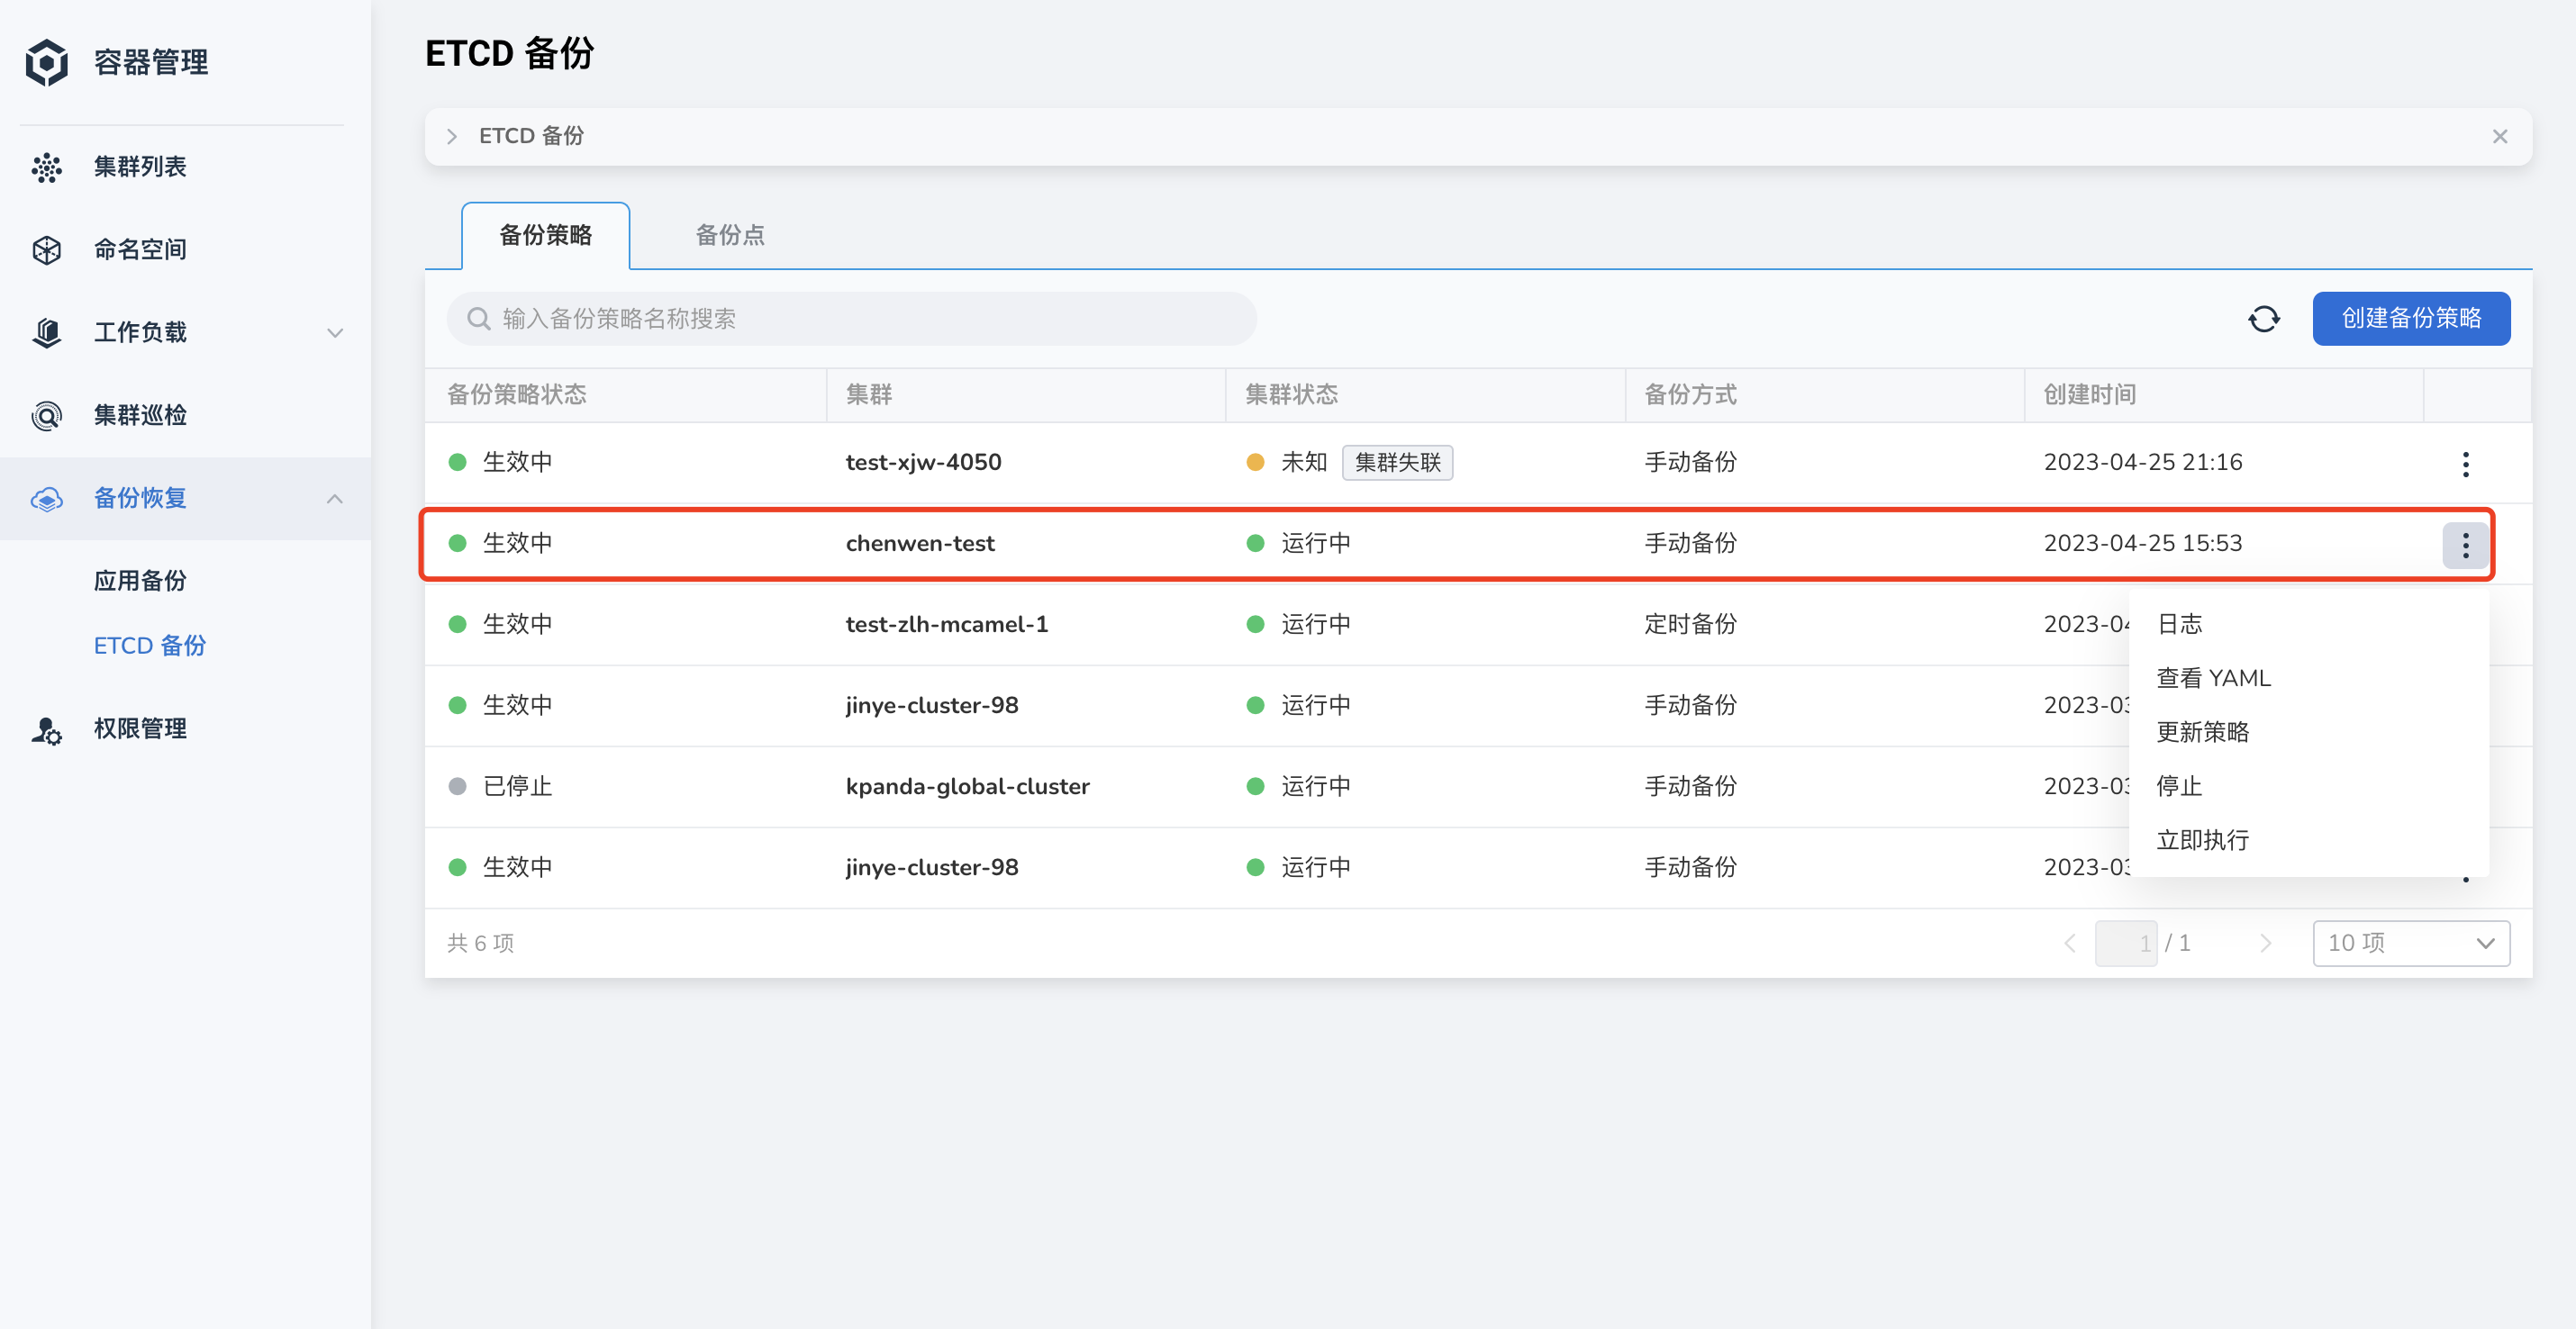 容器管理
集群列表
命名空间
工作负载
集群巡检
备份恢复
应用备份
ETCD 备份
权限管理
ETCD 备份
ETCD 备份
备份策略 备份点
输入备份策略名称搜索 创建备份策略
备份策略状态 集群 集群状态 备份方式 创建时间
生效中 test-xjw-4050 未知 集群失联 手动备份 2023-04-25 21:16
生效中 chenwen-test 运行中 手动备份 2023-04-25 15:53
生效中 test-zlh-mcamel-1 运行中 定时备份 2023-04
生效中 jinye-cluster-98 运行中 手动备份 2023-03
已停止 kpanda-global-cluster 运行中 手动备份 2023-03
生效中 jinye-cluster-98 运行中 手动备份 2023-03
日志
查看 YAML
更新策略
停止
立即执行
共 6 项 1 / 1 10 项